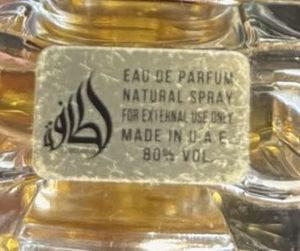 لطافة
EAU DE PARFUM
NATURAL SPRAY
FOR EXTERNAL USE ONLY
MADE IN U.A.E.
80% VOL.